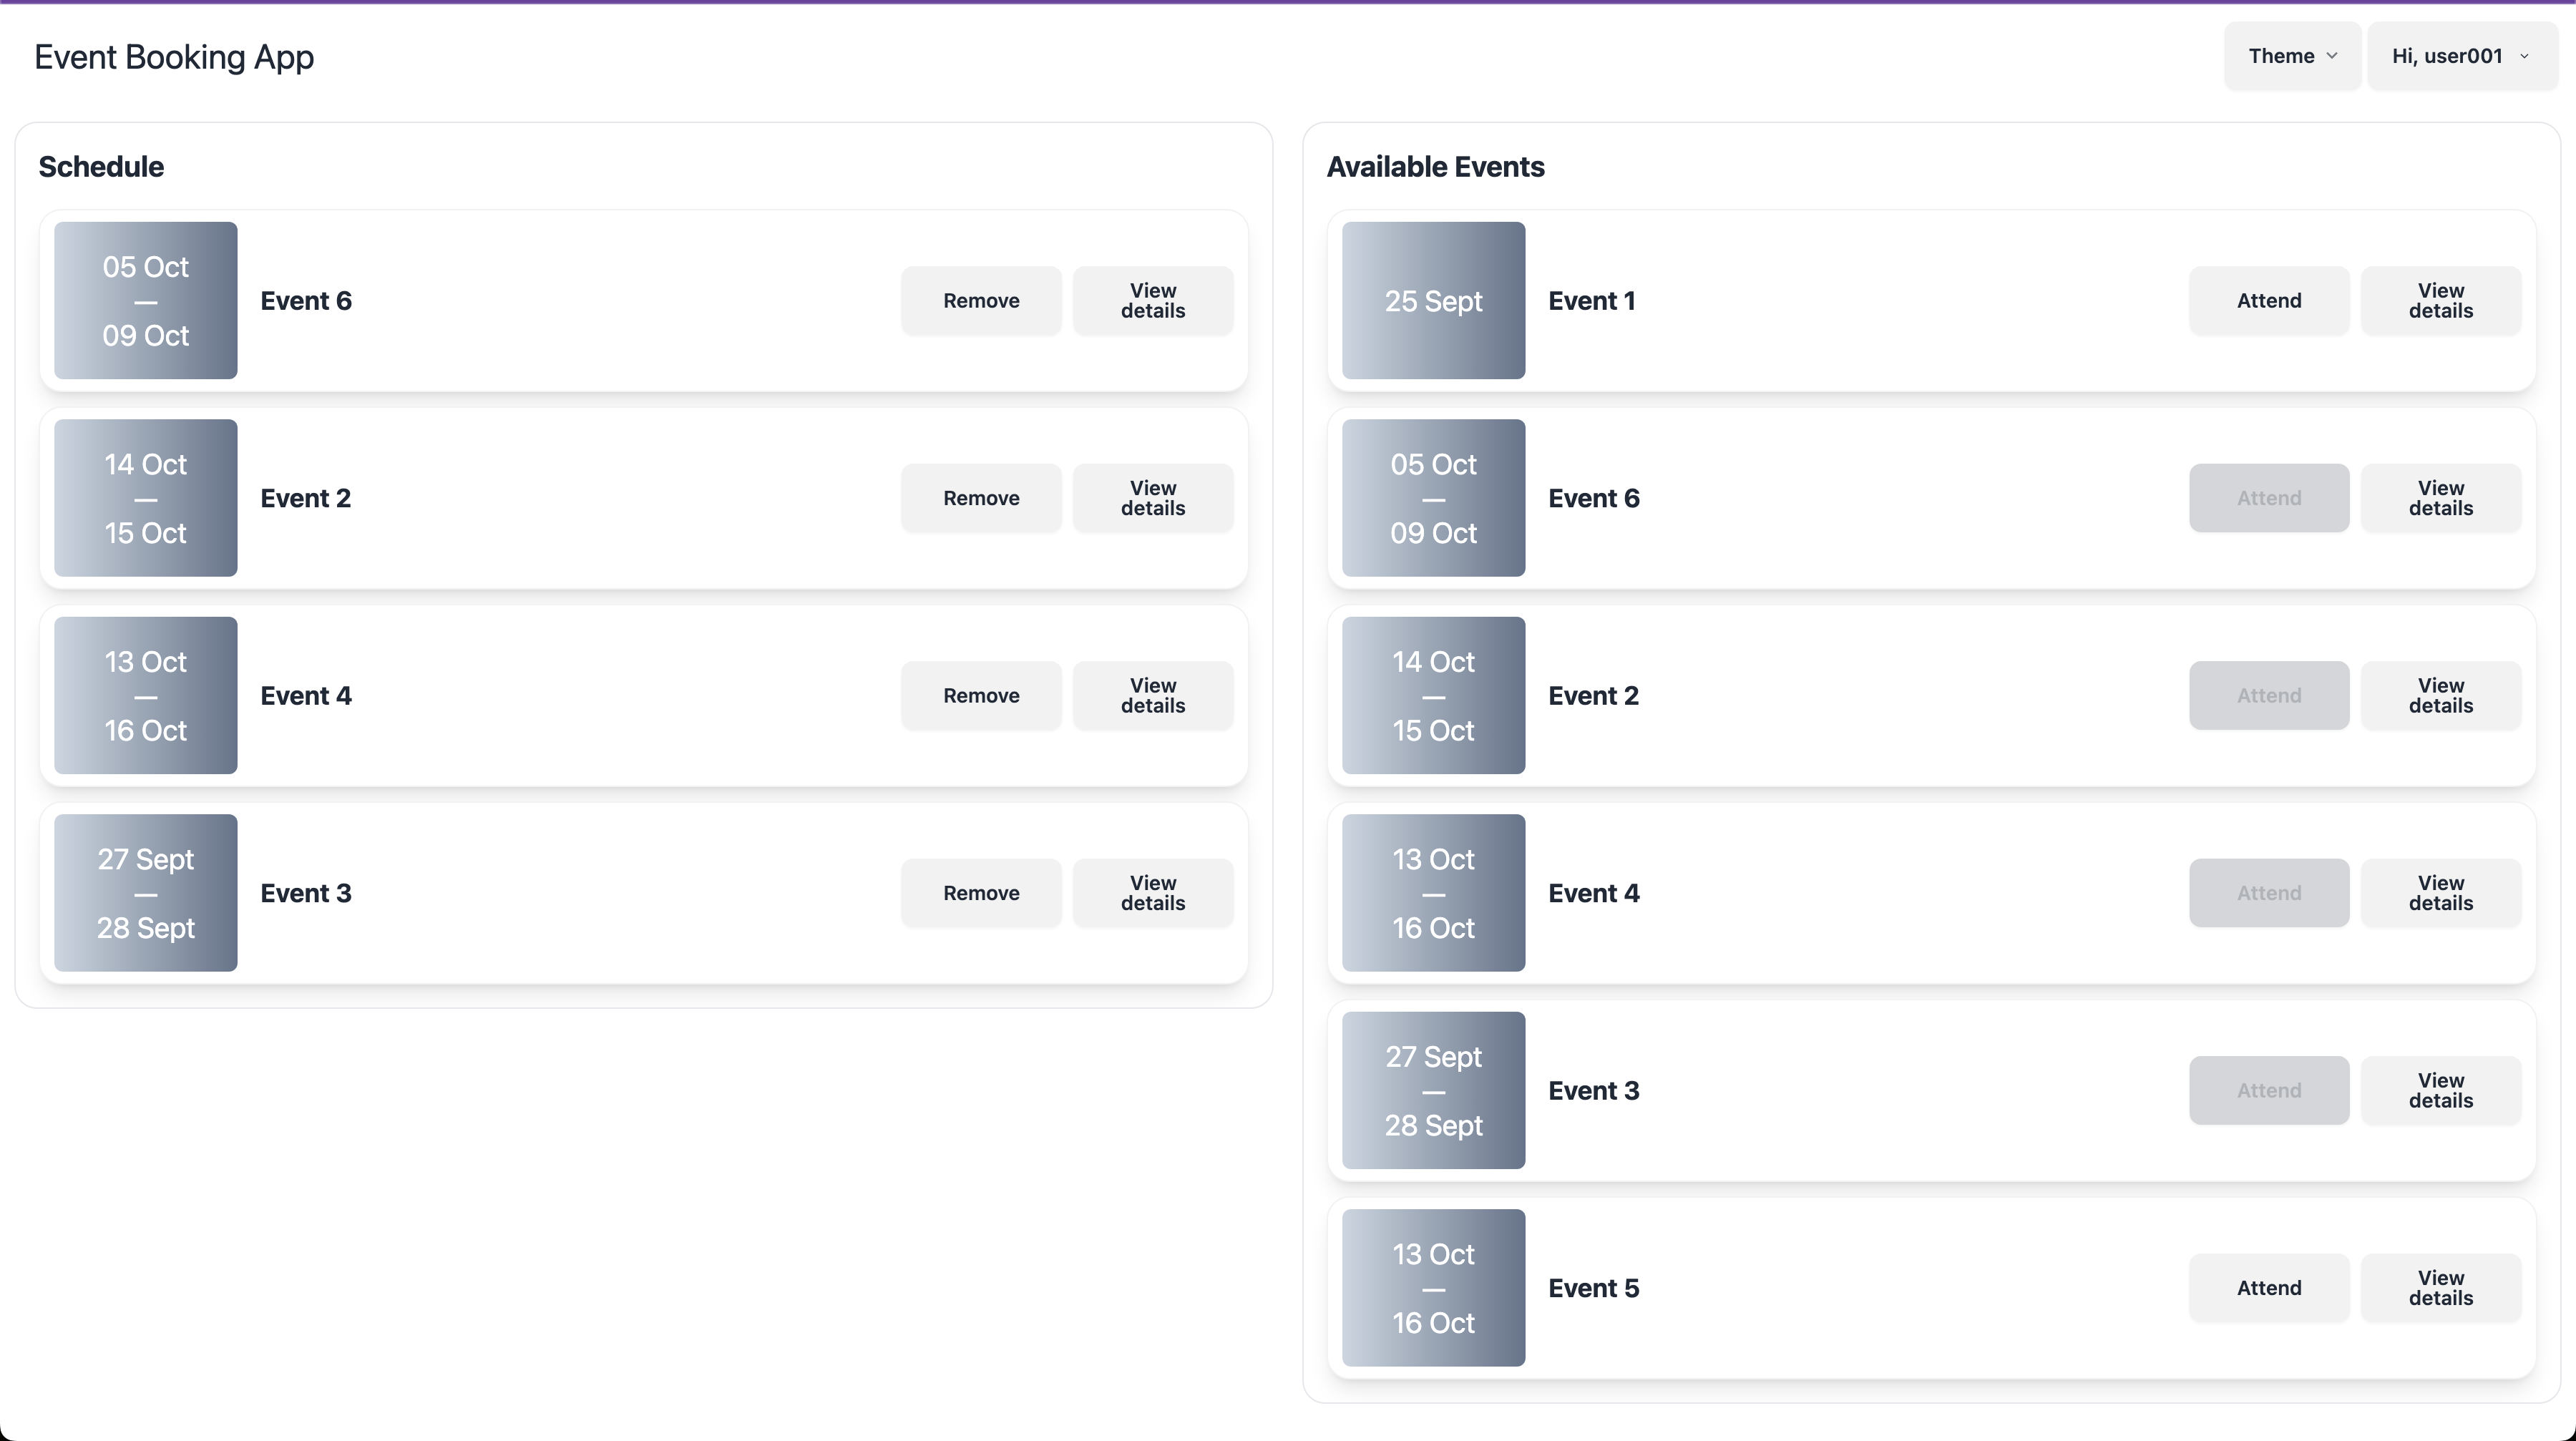 Event Booking App
Theme
Hi, user001
Schedule
05 Oct
—
09 Oct
Event 6
Remove
View
details
14 Oct
—
15 Oct
Event 2
Remove
View
details
13 Oct
—
16 Oct
Event 4
Remove
View
details
27 Sept
—
28 Sept
Event 3
Remove
View
details
Available Events
25 Sept
Event 1
Attend
View
details
05 Oct
—
09 Oct
Event 6
Attend
View
details
14 Oct
—
15 Oct
Event 2
Attend
View
details
13 Oct
—
16 Oct
Event 4
Attend
View
details
27 Sept
—
28 Sept
Event 3
Attend
View
details
13 Oct
—
16 Oct
Event 5
Attend
View
details